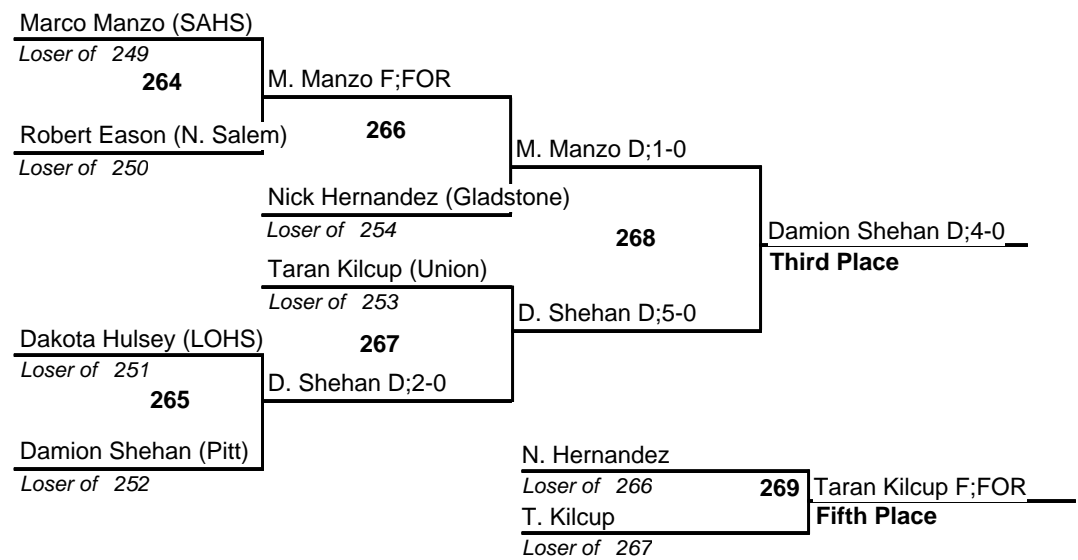 Marco Manzo (SAHS)
Loser of 249
264
M. Manzo F;FOR
Robert Eason (N. Salem)
Loser of 250
266
M. Manzo D;1-0
Nick Hernandez (Gladstone)
Loser of 254
268
Damion Shehan D;4-0
Third Place
Taran Kilcup (Union)
Loser of 253
D. Shehan D;5-0
Dakota Hulsey (LOHS)
Loser of 251
267
265
D. Shehan D;2-0
Damion Shehan (Pitt)
Loser of 252
N. Hernandez
Loser of 266
269
Taran Kilcup F;FOR
T. Kilcup
Fifth Place
Loser of 267